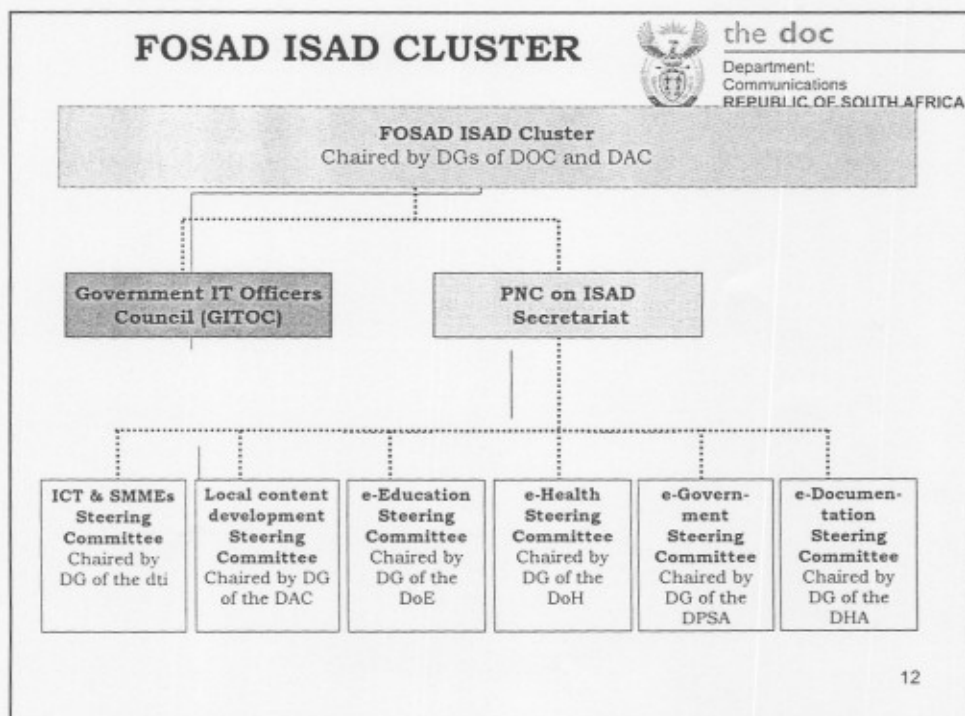 FOSAD ISAD CLUSTER
the doc
Department:
Communications
REPUBLIC OF SOUTH AFRICA
FOSAD ISAD Cluster
Chaired by DGs of DOC and DAC
Government IT Officers
Council (GITOC)
PNC on ISAD
Secretariat
ICT & SMMEs
Steering
Committee
Chaired by
DG of the dti
Local content
development
Steering
Committee
Chaired by DG
of the DAC
e-Education
Steering
Committee
Chaired by
DG of the
DoE
e-Health
Steering
Committee
Chaired by
DG of the
DoH
e-Govern-
ment
Steering
Committee
Chaired by
DG of the
DPSA
e-Documen-
tation
Steering
Committee
Chaired by
DG of the
DHA
12